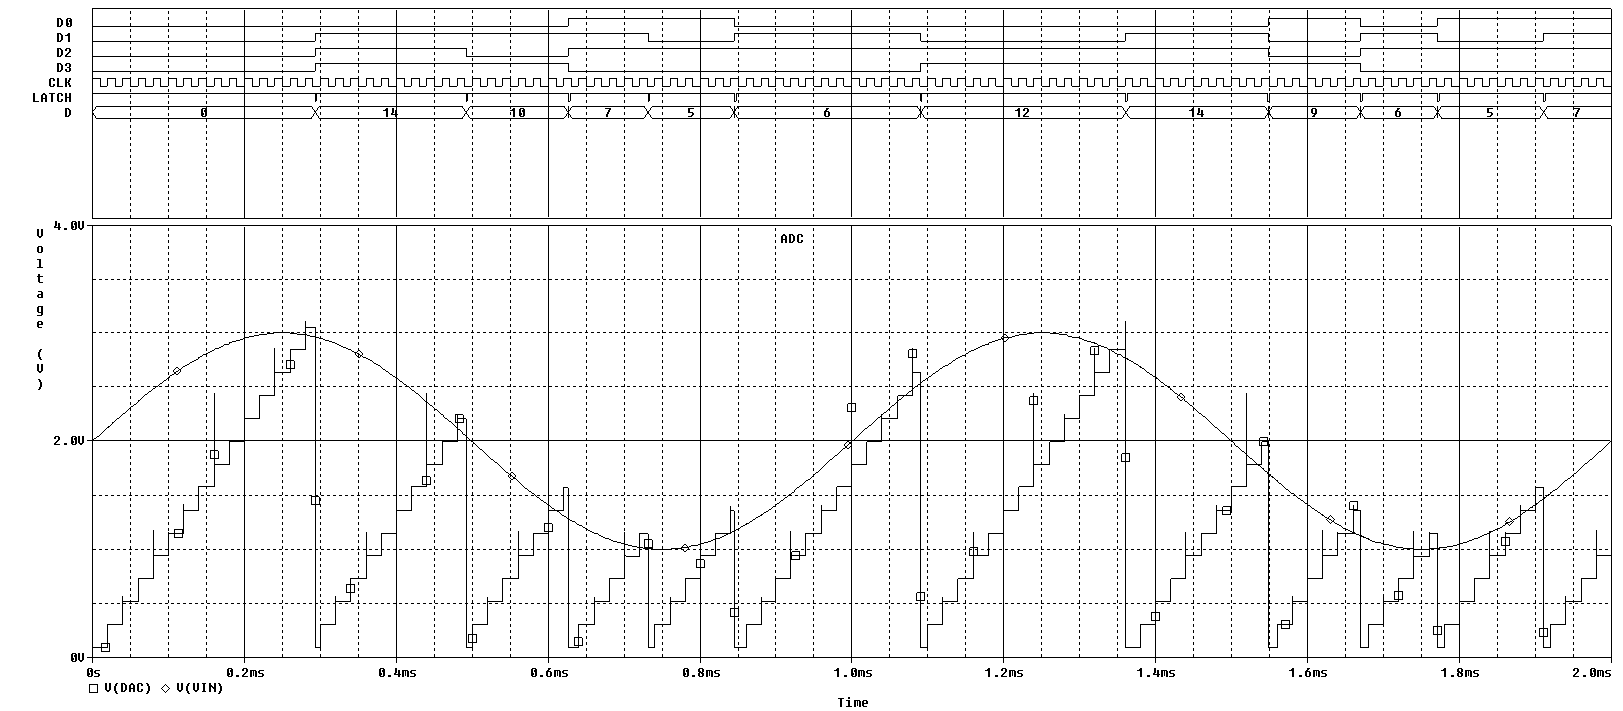 D0
D1
D2
D3
CLK
LATCH
D 0 14 10 7 5 6 12 14 9 6 5 7
4.0V
ADC
Voltage (V)
2.0V
0V
0s 0.2ms 0.4ms 0.6ms 0.8ms 1.0ms 1.2ms 1.4ms 1.6ms 1.8ms 2.0ms
V(DAC) V(VIN)
Time